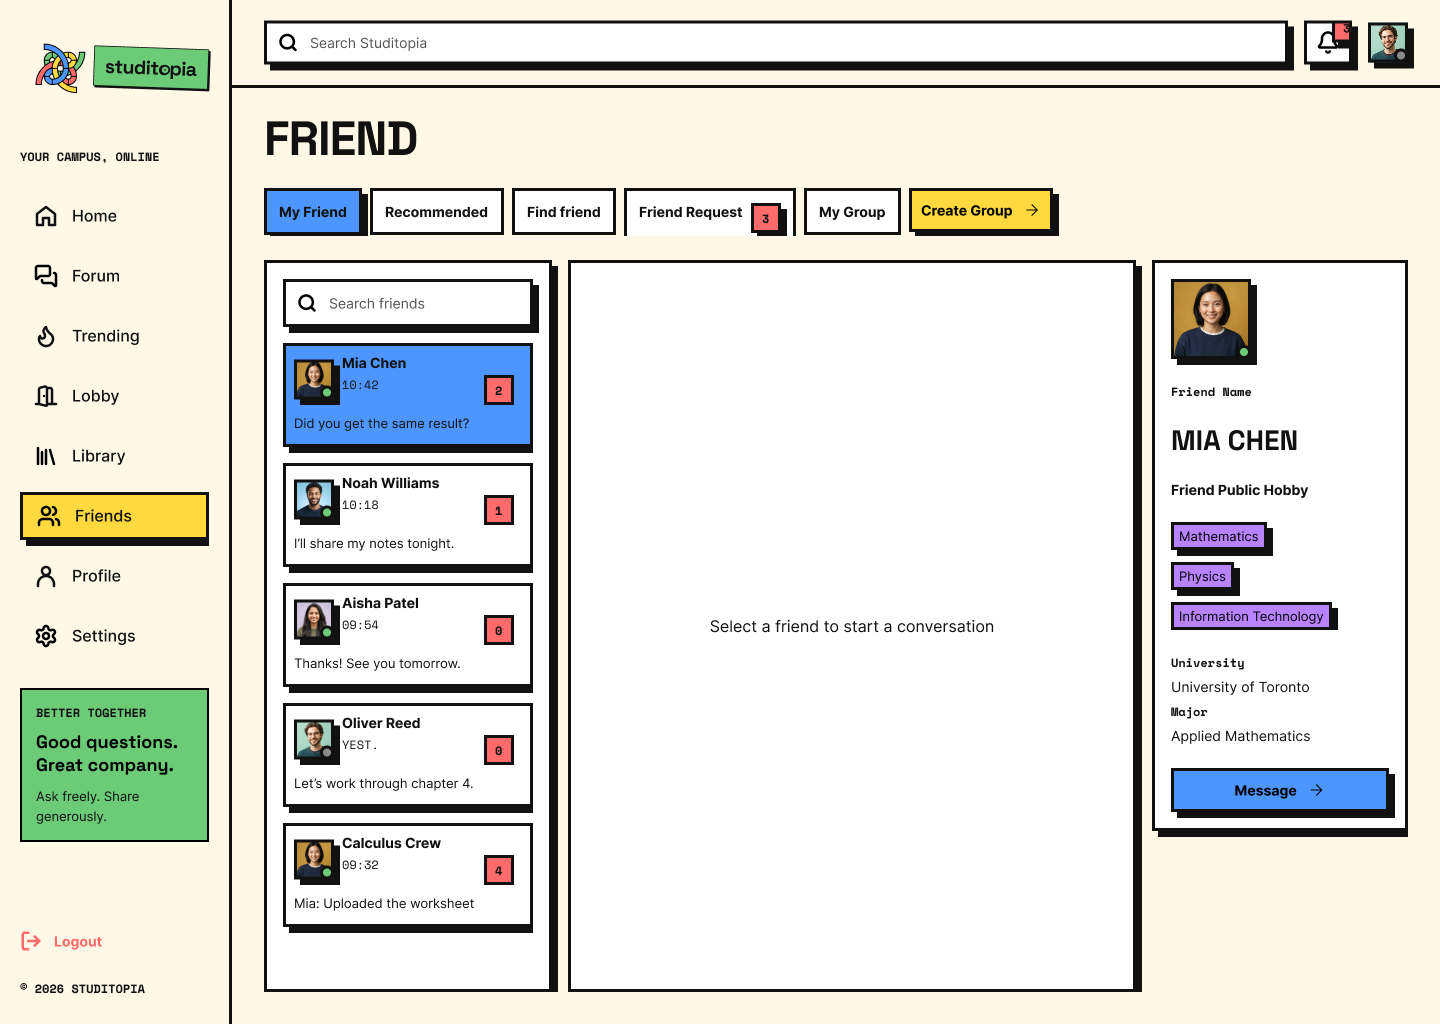 studitopia
Search Studitopia
3
YOUR CAMPUS, ONLINE
Home
Forum
Trending
Lobby
Library
Friends
Profile
Settings
BETTER TOGETHER
Good questions.
Great company.
Ask freely. Share
generously.
Logout
© 2026 STUDITOPIA
FRIEND
My Friend
Recommended
Find friend
Friend Request 3
My Group
Create Group
Search friends
Mia Chen
10:42
2
Did you get the same result?
Noah Williams
10:18
1
I'll share my notes tonight.
Aisha Patel
09:54
0
Thanks! See you tomorrow.
Oliver Reed
YEST.
0
Let's work through chapter 4.
Calculus Crew
09:32
4
Mia: Uploaded the worksheet
Select a friend to start a conversation
Friend Name
MIA CHEN
Friend Public Hobby
Mathematics
Physics
Information Technology
University
University of Toronto
Major
Applied Mathematics
Message